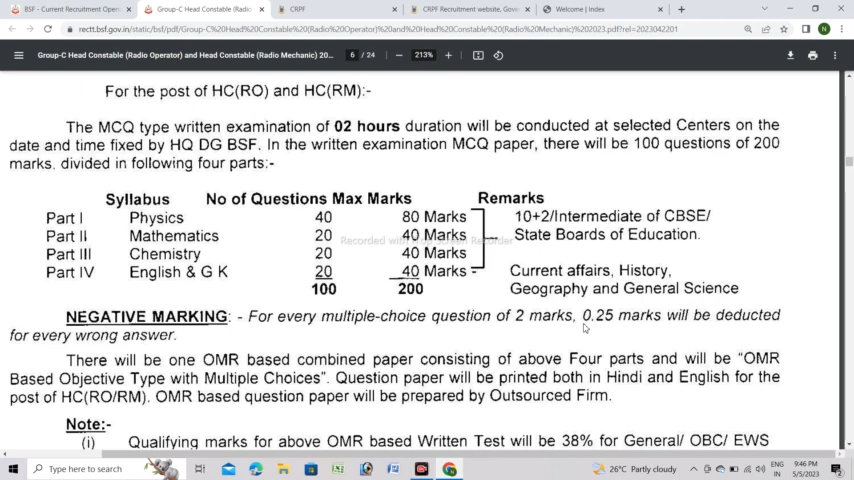 BSF - Current Recruitment Open
Group-C Head Constable (Radio
CRPF
CRPF Recruitment website, Gove
Welcome | Index
rectt.bsf.gov.in/static/bsf/pdf/Group-C%20Head%20Constable%20(Radio%20Operator)%20and%20Head%20Constable%20(Radio%20Mechanic)%202023.pdf?rel=2023042201
N
Group-C Head Constable (Radio Operator) and Head Constable (Radio Mechanic) 20...
6 / 24
213%
For the post of HC(RO) and HC(RM):-
The MCQ type written examination of 02 hours duration will be conducted at selected Centers on the
date and time fixed by HQ DG BSF. In the written examination MCQ paper, there will be 100 questions of 200
marks. divided in following four parts:-
Syllabus No of Questions Max Marks Remarks
Part I Physics 40 80 Marks 10+2/Intermediate of CBSE/
Part II Mathematics 20 40 Marks State Boards of Education.
Recorded with Screen Recorder
Part III Chemistry 20 40 Marks
Part IV English & G K 20 40 Marks Current affairs, History,
100 200 Geography and General Science
NEGATIVE MARKING: - For every multiple-choice question of 2 marks, 0.25 marks will be deducted
for every wrong answer.
There will be one OMR based combined paper consisting of above Four parts and will be "OMR
Based Objective Type with Multiple Choices". Question paper will be printed both in Hindi and English for the
post of HC(RO/RM). OMR based question paper will be prepared by Outsourced Firm.
Note:-
(i) Qualifying marks for above OMR based Written Test will be 38% for General/ OBC/ EWS
Type here to search
26°C Partly cloudy
ENG
IN
9:46 PM
5/5/2023
2